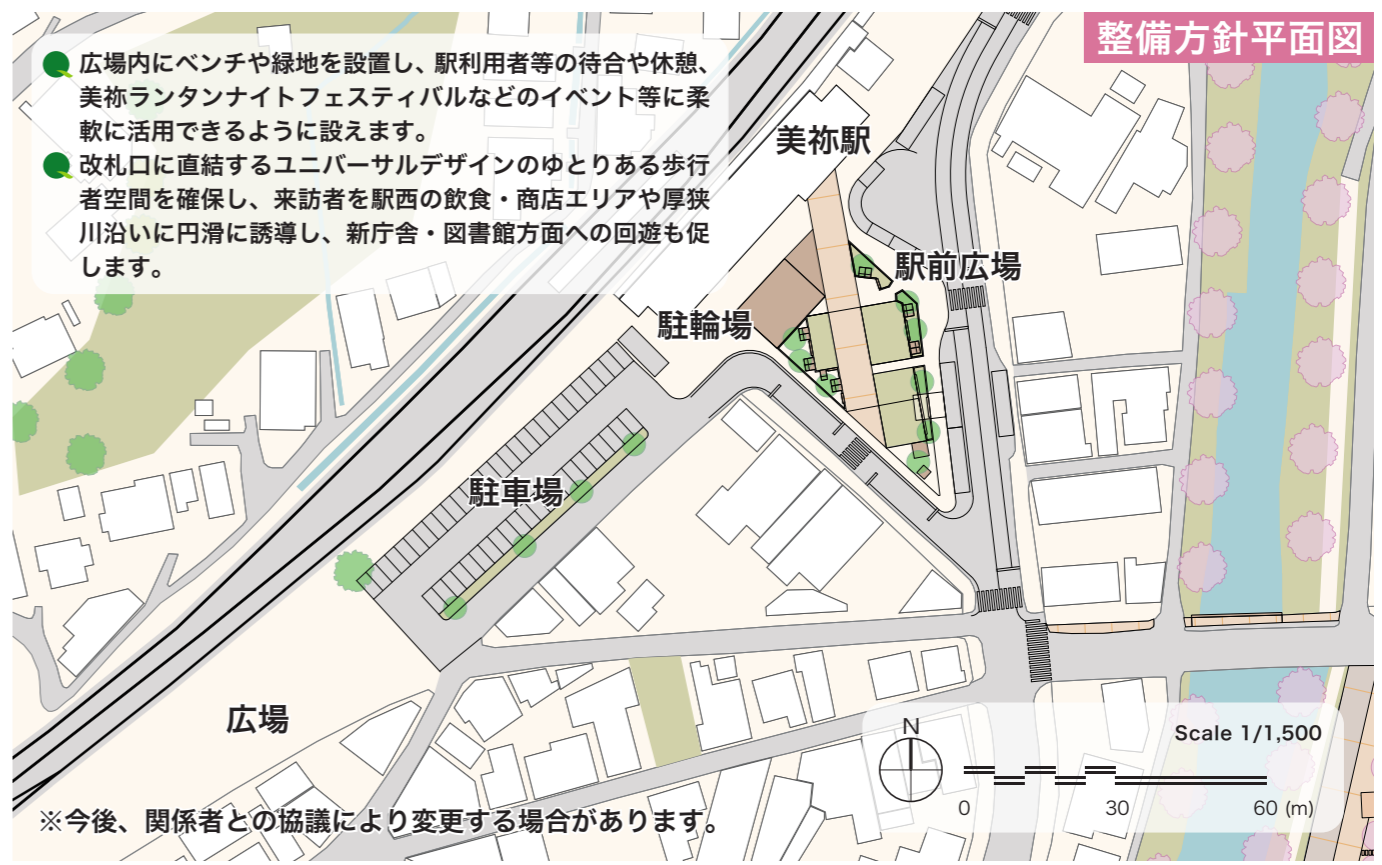 整備方針平面図
広場内にベンチや緑地を設置し、駅利用者等の待合や休憩、
美祢ランタンナイトフェスティバルなどのイベント等に柔
軟に活用できるように設えます。
改札口に直結するユニバーサルデザインのゆとりある歩行
者空間を確保し、来訪者を駅西の飲食・商店エリアや厚狭
川沿いに円滑に誘導し、新庁舎・図書館方面への回遊も促
します。
美祢駅
駅前広場
駐輪場
駐車場
広場
N
Scale 1/1,500
0 30 60 (m)
※今後、関係者との協議により変更する場合があります。